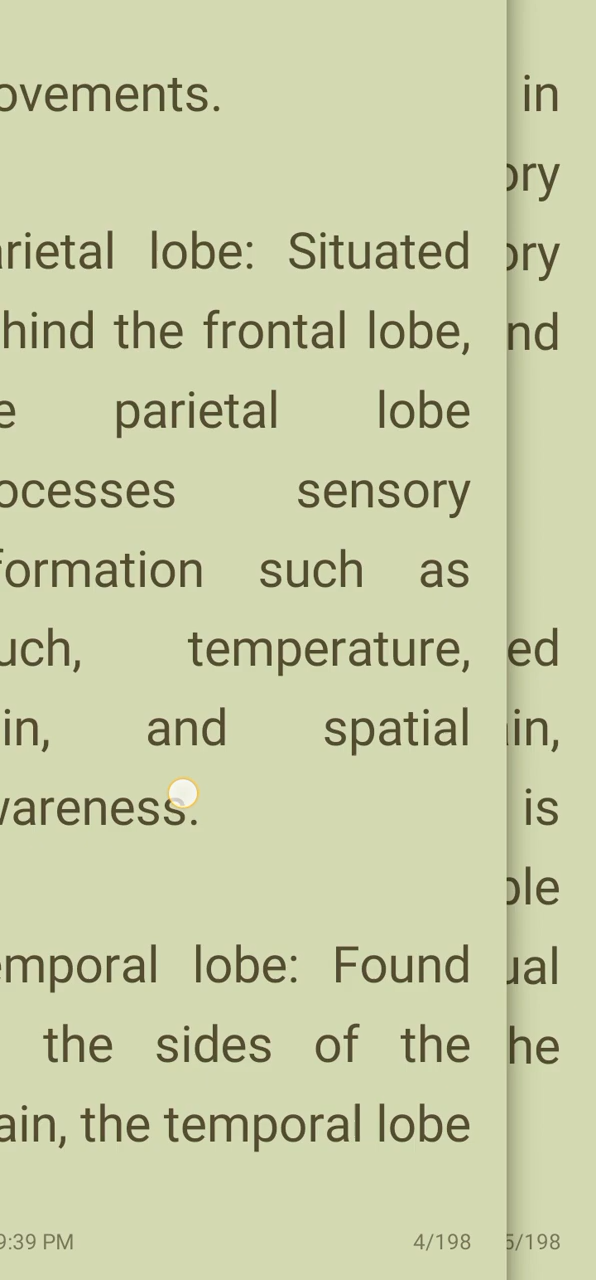 ovements.
arietal lobe: Situated
hind the frontal lobe,
e parietal lobe
ocesses sensory
formation such as
uch, temperature,
in, and spatial
wareness.
emporal lobe: Found
the sides of the
ain, the temporal lobe
9:39 PM 4/198
in
ory
ory
nd
ed
in,
is
ple
ual
he
5/198